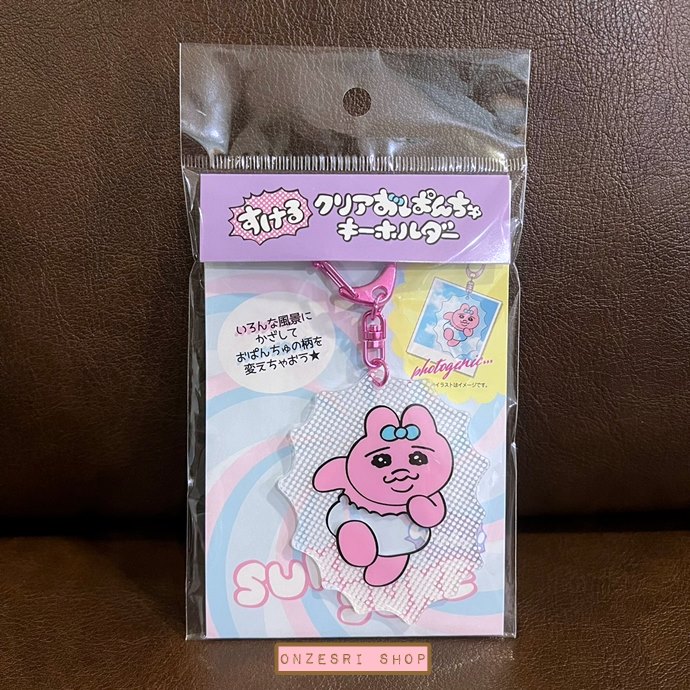 すけるクリアおぱんちゅ
キーホルダー
いろんな風景に
かざして
おぱんちゅの柄を
変えちゃおう★
photogenic...
※イラストはイメージです。
ONZESRI SHOP